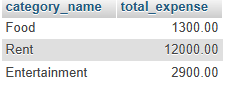 category_name total_expense
Food 1300.00
Rent 12000.00
Entertainment 2900.00